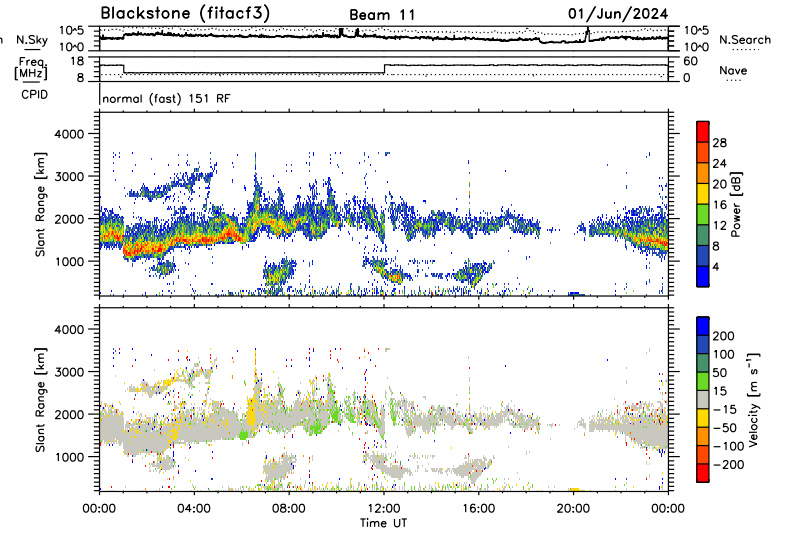 Blackstone (fitacf3) Beam 11 01/Jun/2024
N.Sky 10^5 10^5 N.Search
10^0 10^0
Freq. 18 60
[MHz] 8 0 Nave
CPID normal (fast) 151 RF
4000
3000
2000
1000
Slant Range [km]
28
24
20
16
12
8
4
Power [dB]
4000
3000
2000
1000
Slant Range [km]
200
100
50
15
−15
−50
−100
−200
Velocity [m s⁻¹]
00:00 04:00 08:00 12:00 16:00 20:00 00:00
Time UT